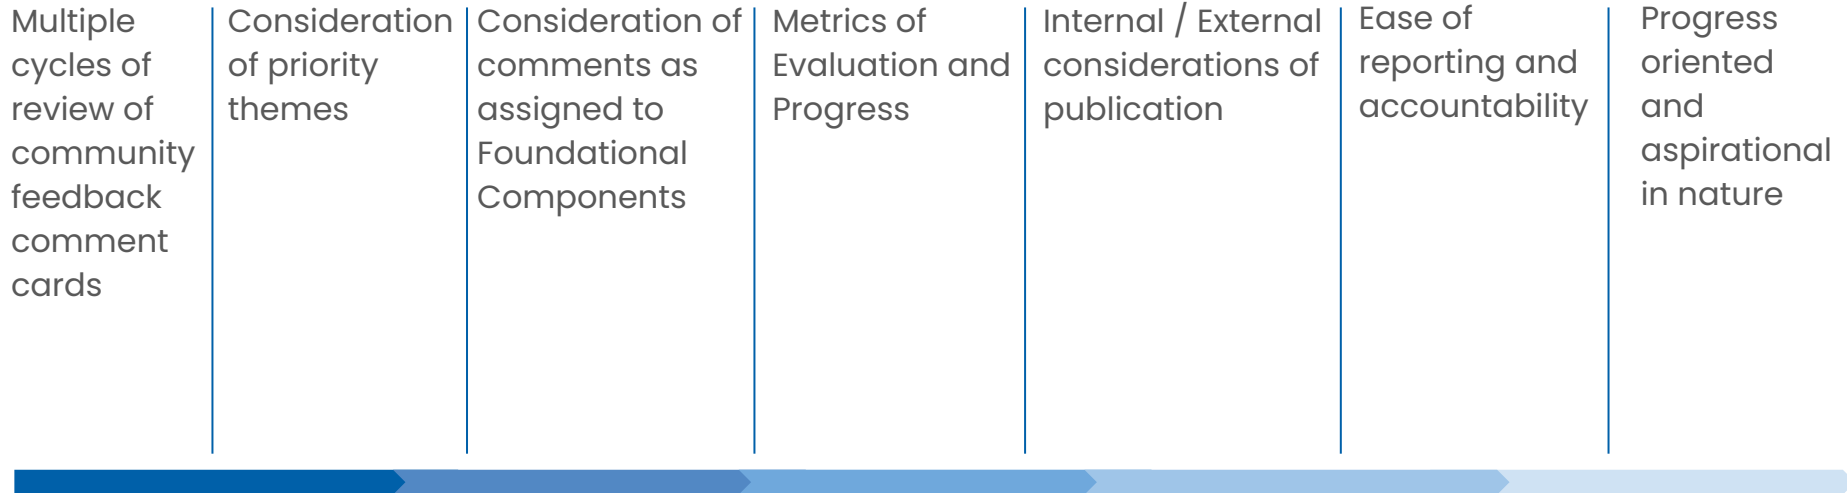 Multiple
cycles of
review of
community
feedback
comment
cards
Consideration
of priority
themes
Consideration of
comments as
assigned to
Foundational
Components
Metrics of
Evaluation and
Progress
Internal / External
considerations of
publication
Ease of
reporting and
accountability
Progress
oriented
and
aspirational
in nature